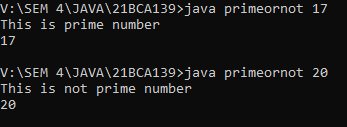 V:\SEM 4\JAVA\21BCA139>java primeornot 17
This is prime number
17
V:\SEM 4\JAVA\21BCA139>java primeornot 20
This is not prime number
20